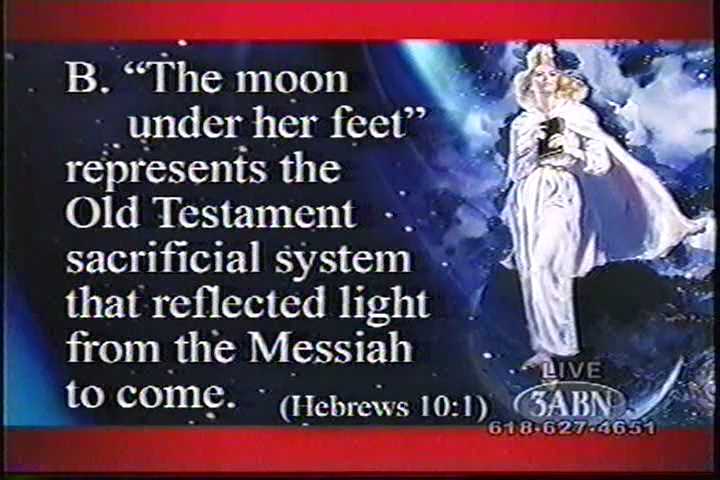 B. “The moon
under her feet”
represents the
Old Testament
sacrificial system
that reflected light
from the Messiah
to come.
(Hebrews 10:1)
LIVE
3ABN
618-627-4651